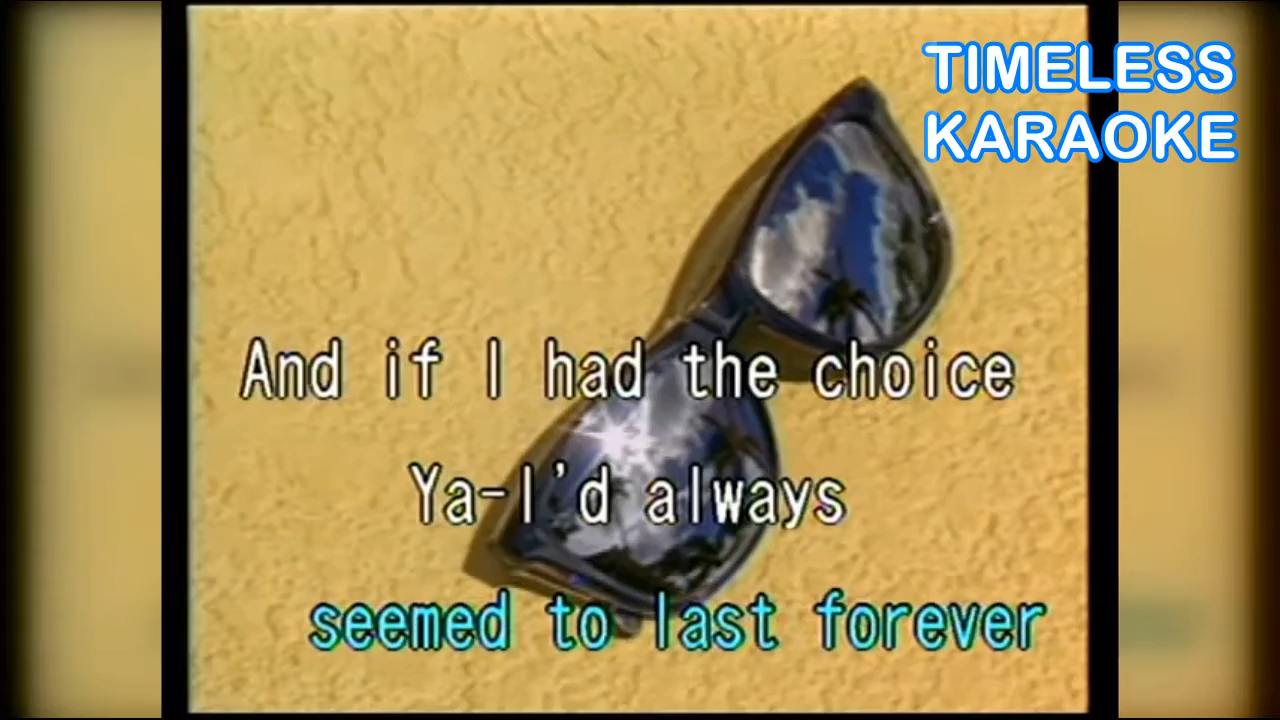 TIMELESS
KARAOKE
And if I had the choice
Ya-I'd always
seemed to last forever